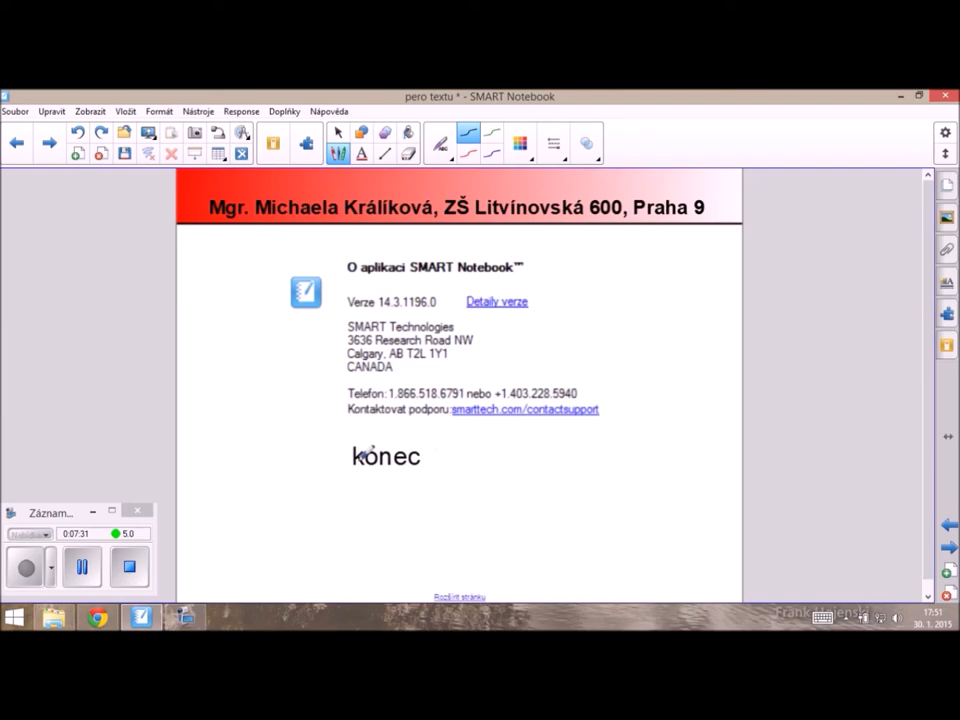 pero textu * - SMART Notebook
Soubor Upravit Zobrazit Vložit Formát Nástroje Response Doplňky Nápověda
Mgr. Michaela Králíková, ZŠ Litvínovská 600, Praha 9
O aplikaci SMART Notebook™
Verze 14.3.1196.0 Detaily verze
SMART Technologies
3636 Research Road NW
Calgary, AB T2L 1Y1
CANADA
Telefon:1.866.518.6791 nebo +1.403.228.5940
Kontaktovat podporu:smarttech.com/contactsupport
konec
Záznam...
Nabídka 0:07:31 5.0
Rozšířit stránku
17:51
30. 1. 2015